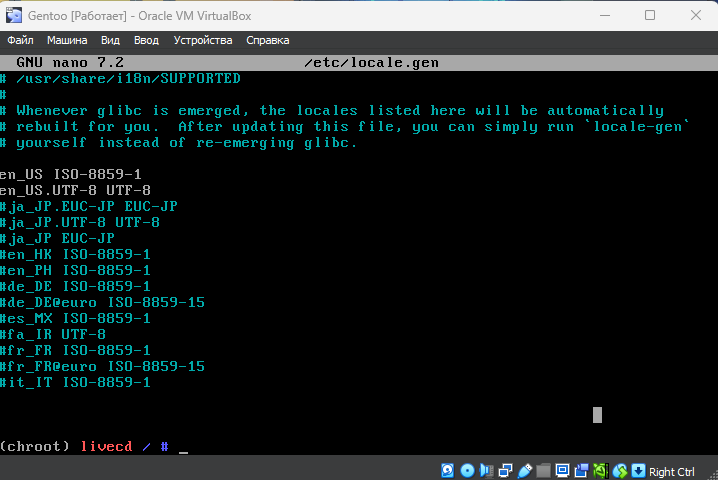 Gentoo [Работает] - Oracle VM VirtualBox
Файл Машина Вид Ввод Устройства Справка
GNU nano 7.2 /etc/locale.gen
# /usr/share/i18n/SUPPORTED
#
# Whenever glibc is emerged, the locales listed here will be automatically
# rebuilt for you.  After updating this file, you can simply run `locale-gen`
# yourself instead of re-emerging glibc.
en_US ISO-8859-1
en_US.UTF-8 UTF-8
#ja_JP.EUC-JP EUC-JP
#ja_JP.UTF-8 UTF-8
#ja_JP EUC-JP
#en_HK ISO-8859-1
#en_PH ISO-8859-1
#de_DE ISO-8859-1
#de_DE@euro ISO-8859-15
#es_MX ISO-8859-1
#fa_IR UTF-8
#fr_FR ISO-8859-1
#fr_FR@euro ISO-8859-15
#it_IT ISO-8859-1
(chroot) livecd / # _
Right Ctrl